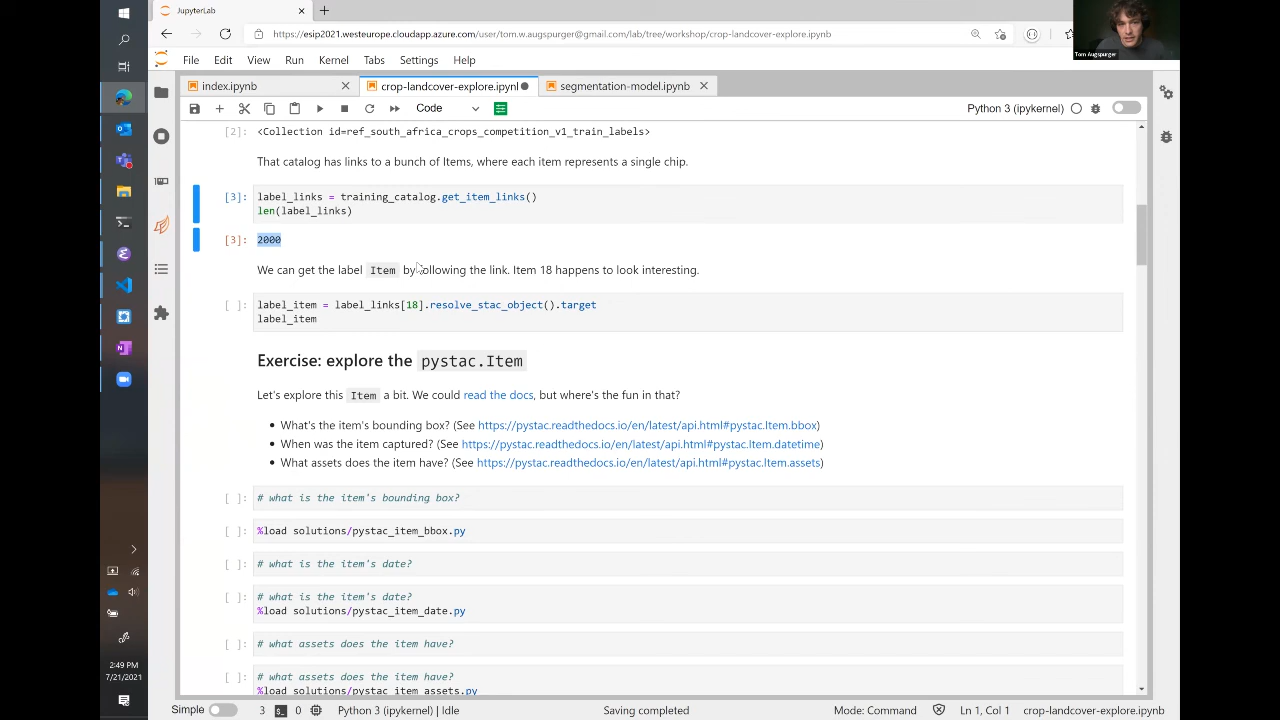 JupyterLab
https://esip2021.westeurope.cloudapp.azure.com/user/tom.w.augspurger@gmail.com/lab/tree/workshop/crop-landcover-explore.ipynb
Tom Augspurger
File Edit View Run Kernel Tabs Settings Help
index.ipynb
crop-landcover-explore.ipynb
segmentation-model.ipynb
Code
Python 3 (ipykernel)
[2]: <Collection id=ref_south_africa_crops_competition_v1_train_labels>
That catalog has links to a bunch of Items, where each item represents a single chip.
[3]: label_links = training_catalog.get_item_links()
len(label_links)
[3]: 2000
We can get the label Item by following the link. Item 18 happens to look interesting.
[ ]: label_item = label_links[18].resolve_stac_object().target
label_item
Exercise: explore the pystac.Item
Let's explore this Item a bit. We could read the docs, but where's the fun in that?
• What's the item's bounding box? (See https://pystac.readthedocs.io/en/latest/api.html#pystac.Item.bbox)
• When was the item captured? (See https://pystac.readthedocs.io/en/latest/api.html#pystac.Item.datetime)
• What assets does the item have? (See https://pystac.readthedocs.io/en/latest/api.html#pystac.Item.assets)
[ ]: # what is the item's bounding box?
[ ]: %load solutions/pystac_item_bbox.py
[ ]: # what is the item's date?
[ ]: # what is the item's date?
%load solutions/pystac_item_date.py
[ ]: # what assets does the item have?
[ ]: # what assets does the item have?
%load solutions/pystac_item_assets.py
2:49 PM
7/21/2021
Simple 3 0 Python 3 (ipykernel) | Idle Saving completed Mode: Command Ln 1, Col 1 crop-landcover-explore.ipynb